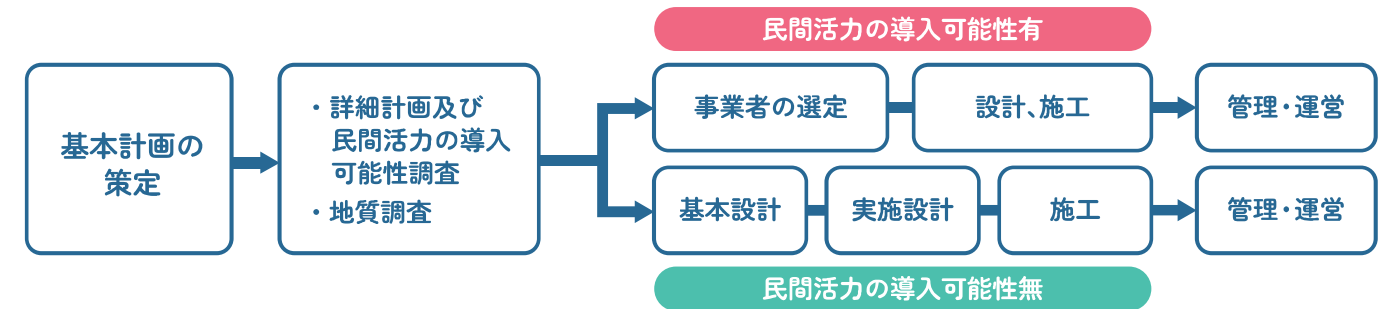 民間活力の導入可能性有
基本計画の
策定
・詳細計画及び
民間活力の導入
可能性調査
・地質調査
事業者の選定
設計、施工
管理・運営
基本設計
実施設計
施工
管理・運営
民間活力の導入可能性無